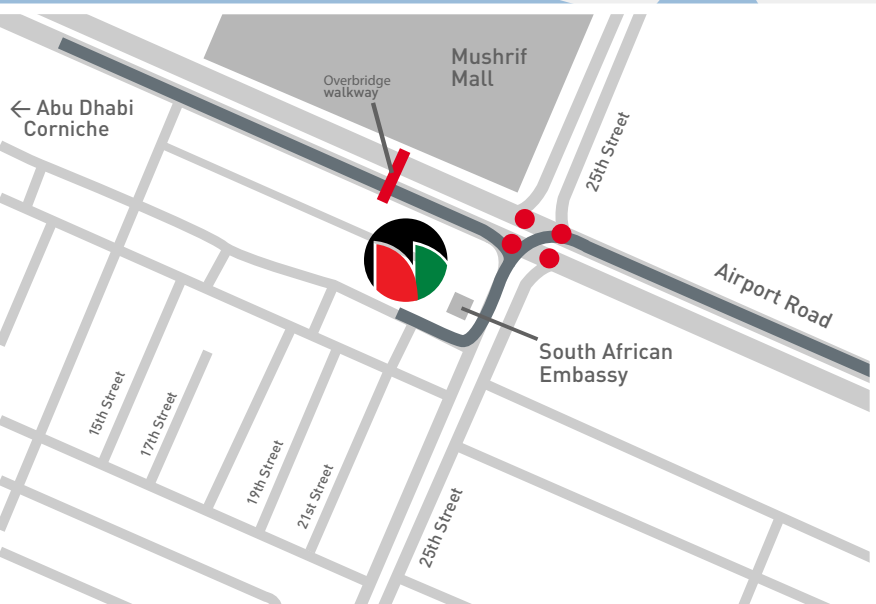 Mushrif
Mall
Overbridge
walkway
← Abu Dhabi
Corniche
25th Street
Airport Road
South African
Embassy
15th Street
17th Street
19th Street
21st Street
25th Street